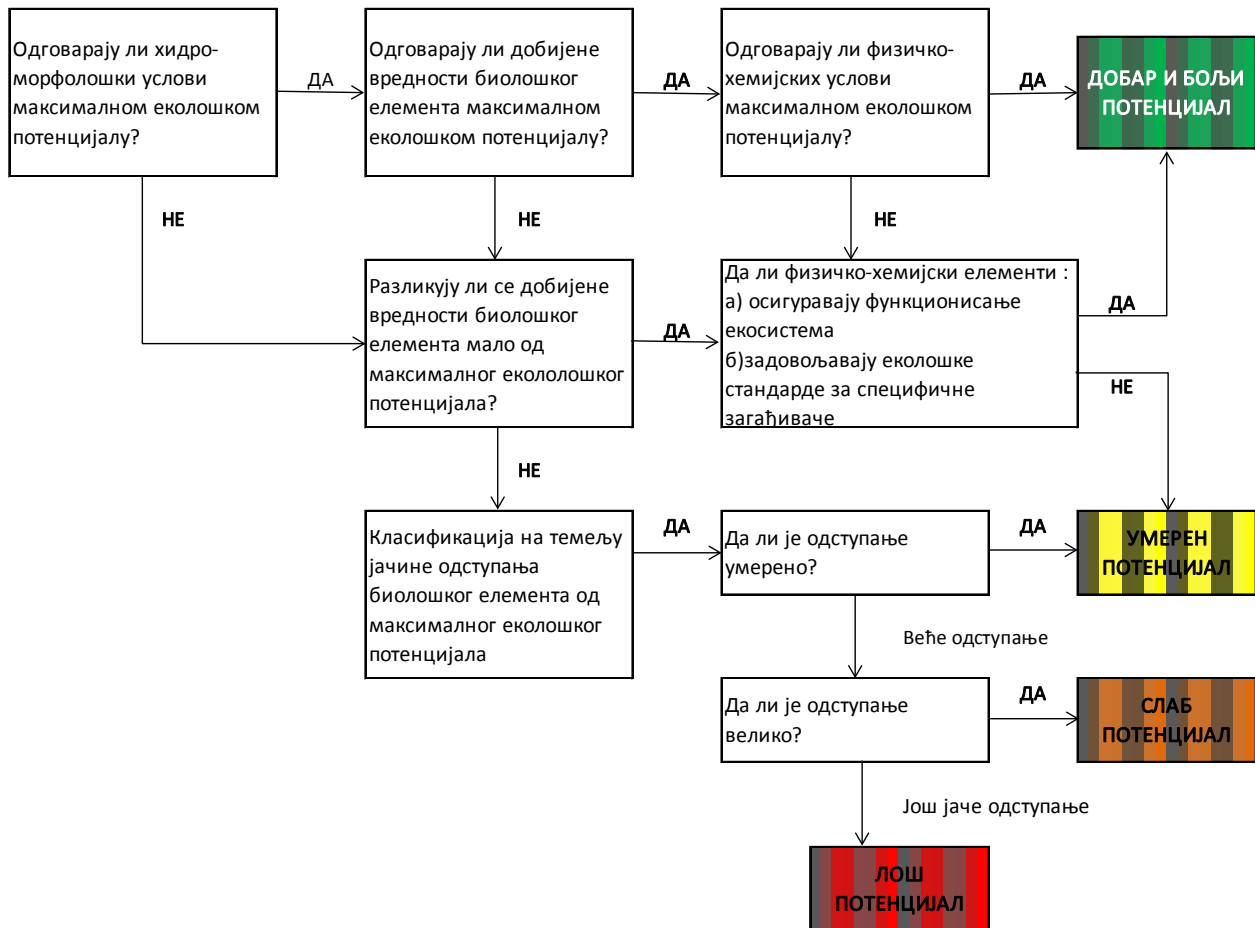 Одговарају ли хидро-
морфолошки услови
максималном еколошком
потенцијалу?
ДА
Одговарају ли добијене
вредности биолошког
елемента максималном
еколошком потенцијалу?
ДА
Одговарају ли физичко-
хемијских услови
максималном еколошком
потенцијалу?
ДА
ДОБАР И БОЉИ
ПОТЕНЦИЈАЛ
НЕ
НЕ
НЕ
Разликују ли се добијене
вредности биолошког
елемента мало од
максималног екололошког
потенцијала?
ДА
Да ли физичко-хемијски елементи :
а) осигуравају функционисање
екосистема
б)задовољавају еколошке
стандарде за специфичне
загађиваче
ДА
НЕ
НЕ
Класификација на темељу
јачине одступања
биолошког елемента од
максималног еколошког
потенцијала
ДА
Да ли је одступање
умерено?
ДА
УМЕРЕН
ПОТЕНЦИЈАЛ
Веће одступање
Да ли је одступање
велико?
ДА
СЛАБ
ПОТЕНЦИЈАЛ
Још јаче одступање
ЛОШ
ПОТЕНЦИЈАЛ